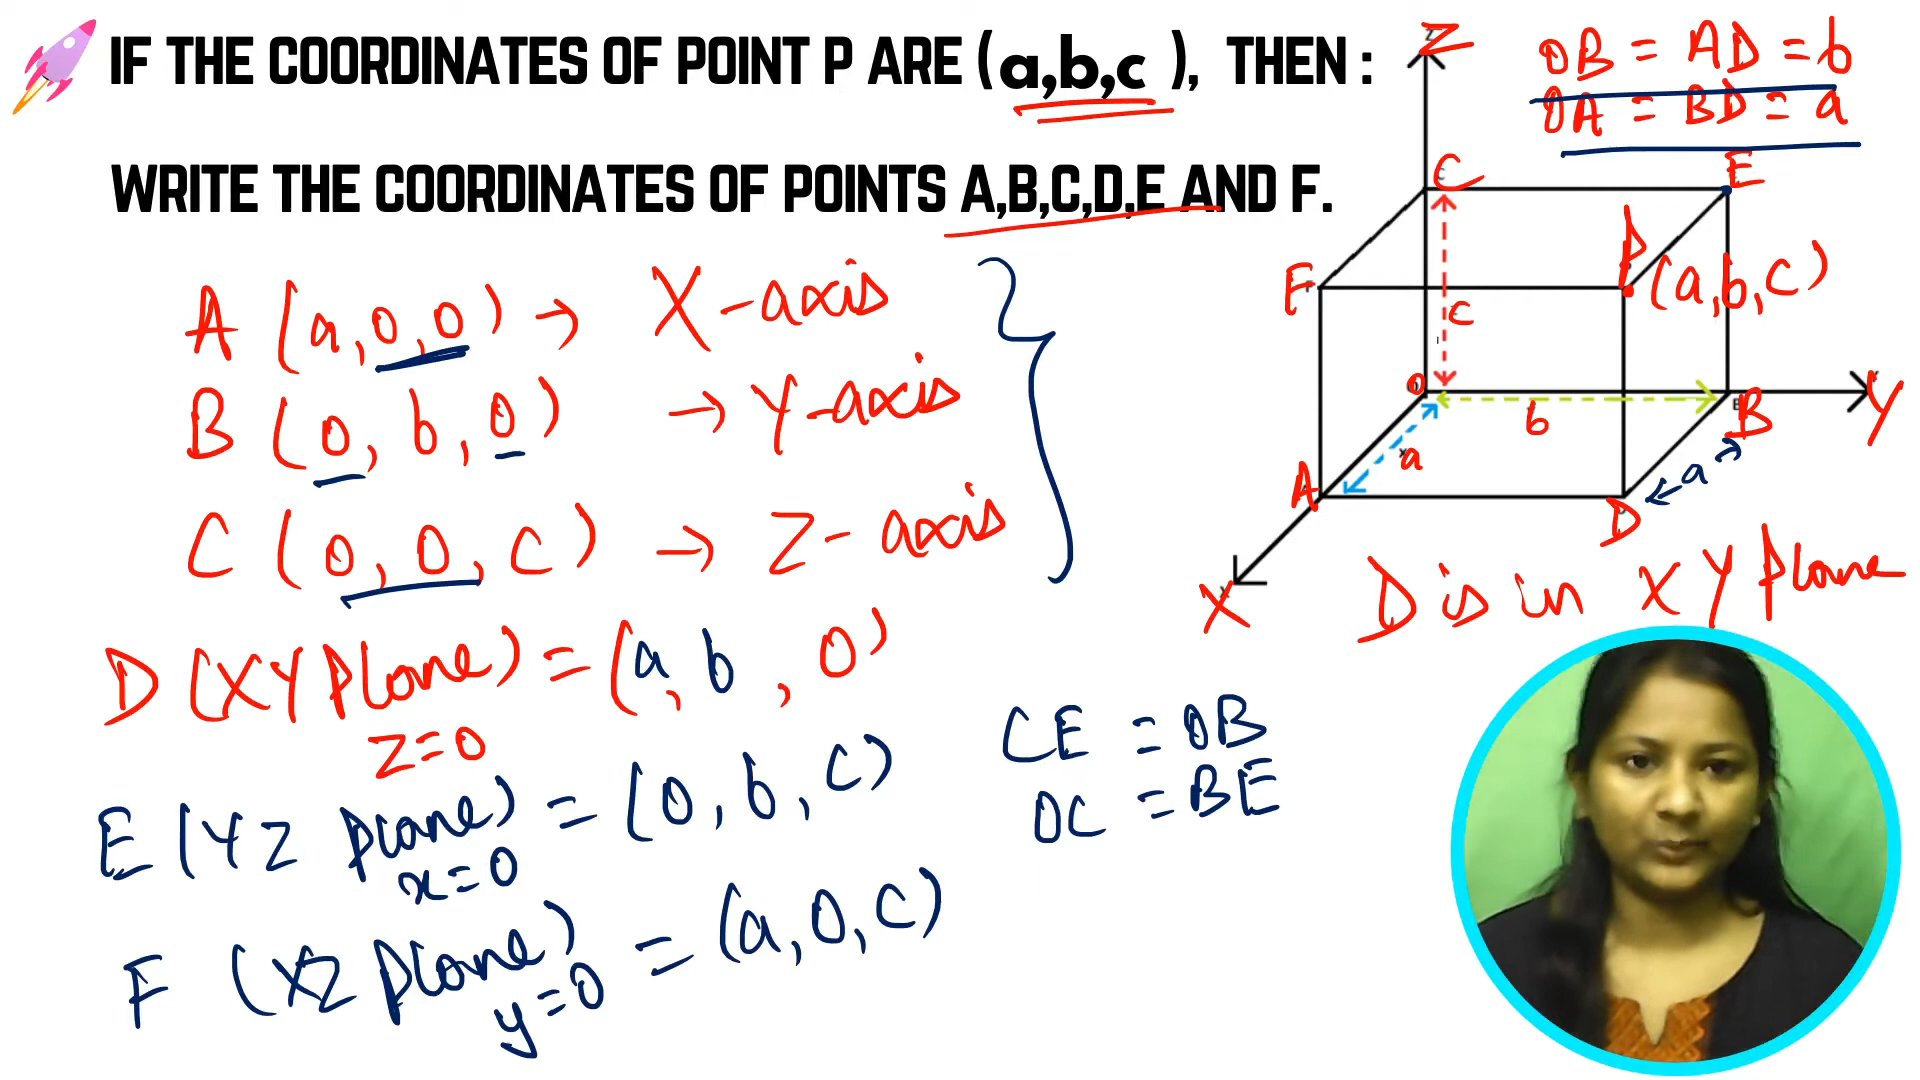 IF THE COORDINATES OF POINT P ARE (a,b,c ), THEN :
WRITE THE COORDINATES OF POINTS A,B,C,D,E AND F.
A (a,0,0) → X-axis
B (0, b, 0) → Y-axis
C (0, 0, c) → Z-axis
D (XY Plane) = (a, b, 0)
z=0
E (YZ plane) = (0, b, c)
x=0
F (XZ plane) = (a, 0, c)
y=0
CE = OB
OC = BE
OB = AD = b
OA = BD = a
Z
C
E
P
F
(a,b,c)
c
O
b
B
Y
a
a
A
D
X
D is in XY Plane